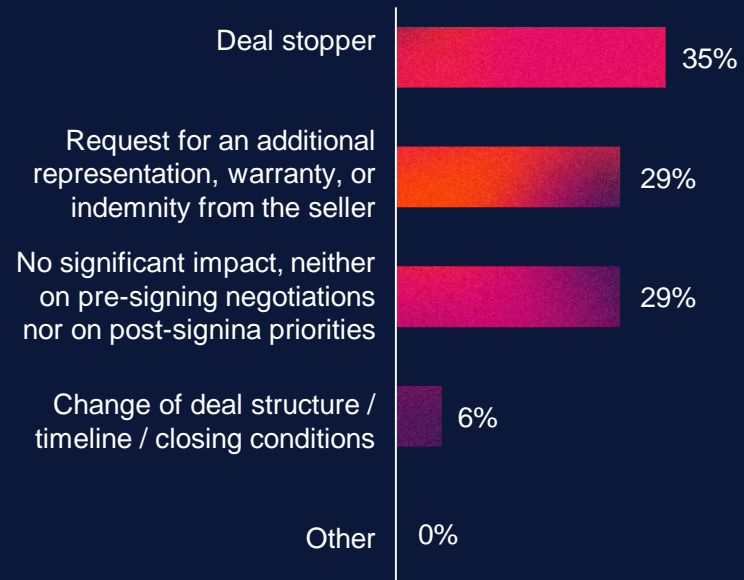 Deal stopper
35%
Request for an additional
representation, warranty, or
indemnity from the seller
29%
No significant impact, neither
on pre-signing negotiations
nor on post-signina priorities
29%
Change of deal structure /
timeline / closing conditions
6%
Other
0%